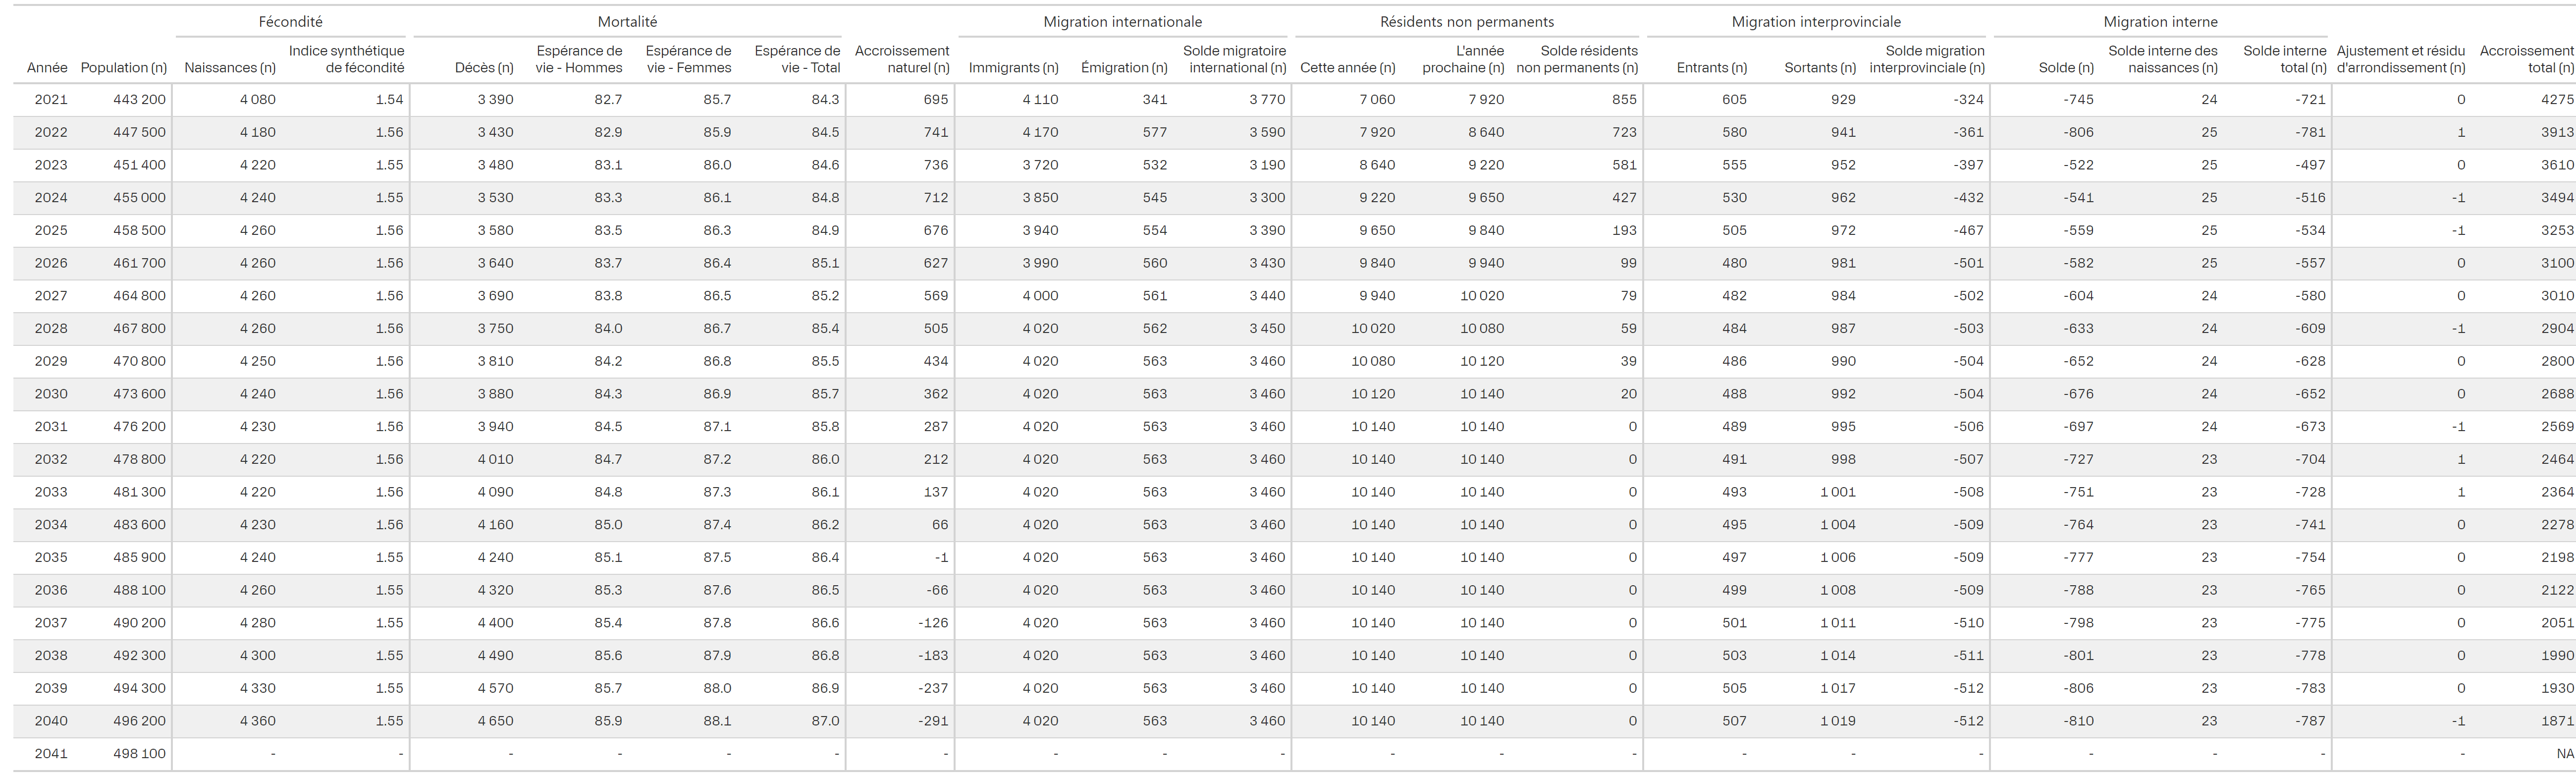 Fécondité Mortalité Migration internationale Résidents non permanents Migration interprovinciale Migration interne
Indice synthétique Espérance de Espérance de Espérance de Accroissement Solde migratoire L'année Solde résidents Solde migration Solde interne des Solde interne Ajustement et résidu Accroissement
Année Population (n) Naissances (n) de fécondité Décès (n) vie - Hommes vie - Femmes vie - Total naturel (n) Immigrants (n) Émigration (n) international (n) Cette année (n) prochaine (n) non permanents (n) Entrants (n) Sortants (n) interprovinciale (n) Solde (n) naissances (n) total (n) d'arrondissement (n) total (n)
2021 443 200 4 080 1.54 3 390 82.7 85.7 84.3 695 4 110 341 3 770 7 060 7 920 855 605 929 -324 -745 24 -721 0 4275
2022 447 500 4 180 1.56 3 430 82.9 85.9 84.5 741 4 170 577 3 590 7 920 8 640 723 580 941 -361 -806 25 -781 1 3913
2023 451 400 4 220 1.55 3 480 83.1 86.0 84.6 736 3 720 532 3 190 8 640 9 220 581 555 952 -397 -522 25 -497 0 3610
2024 455 000 4 240 1.55 3 530 83.3 86.1 84.8 712 3 850 545 3 300 9 220 9 650 427 530 962 -432 -541 25 -516 -1 3494
2025 458 500 4 260 1.56 3 580 83.5 86.3 84.9 676 3 940 554 3 390 9 650 9 840 193 505 972 -467 -559 25 -534 -1 3253
2026 461 700 4 260 1.56 3 640 83.7 86.4 85.1 627 3 990 560 3 430 9 840 9 940 99 480 981 -501 -582 25 -557 0 3100
2027 464 800 4 260 1.56 3 690 83.8 86.5 85.2 569 4 000 561 3 440 9 940 10 020 79 482 984 -502 -604 24 -580 0 3010
2028 467 800 4 260 1.56 3 750 84.0 86.7 85.4 505 4 020 562 3 450 10 020 10 080 59 484 987 -503 -633 24 -609 -1 2904
2029 470 800 4 250 1.56 3 810 84.2 86.8 85.5 434 4 020 563 3 460 10 080 10 120 39 486 990 -504 -652 24 -628 0 2800
2030 473 600 4 240 1.56 3 880 84.3 86.9 85.7 362 4 020 563 3 460 10 120 10 140 20 488 992 -504 -676 24 -652 0 2688
2031 476 200 4 230 1.56 3 940 84.5 87.1 85.8 287 4 020 563 3 460 10 140 10 140 0 489 995 -506 -697 24 -673 -1 2569
2032 478 800 4 220 1.56 4 010 84.7 87.2 86.0 212 4 020 563 3 460 10 140 10 140 0 491 998 -507 -727 23 -704 1 2464
2033 481 300 4 220 1.56 4 090 84.8 87.3 86.1 137 4 020 563 3 460 10 140 10 140 0 493 1 001 -508 -751 23 -728 1 2364
2034 483 600 4 230 1.56 4 160 85.0 87.4 86.2 66 4 020 563 3 460 10 140 10 140 0 495 1 004 -509 -764 23 -741 0 2278
2035 485 900 4 240 1.55 4 240 85.1 87.5 86.4 -1 4 020 563 3 460 10 140 10 140 0 497 1 006 -509 -777 23 -754 0 2198
2036 488 100 4 260 1.55 4 320 85.3 87.6 86.5 -66 4 020 563 3 460 10 140 10 140 0 499 1 008 -509 -788 23 -765 0 2122
2037 490 200 4 280 1.55 4 400 85.4 87.8 86.6 -126 4 020 563 3 460 10 140 10 140 0 501 1 011 -510 -798 23 -775 0 2051
2038 492 300 4 300 1.55 4 490 85.6 87.9 86.8 -183 4 020 563 3 460 10 140 10 140 0 503 1 014 -511 -801 23 -778 0 1990
2039 494 300 4 330 1.55 4 570 85.7 88.0 86.9 -237 4 020 563 3 460 10 140 10 140 0 505 1 017 -512 -806 23 -783 0 1930
2040 496 200 4 360 1.55 4 650 85.9 88.1 87.0 -291 4 020 563 3 460 10 140 10 140 0 507 1 019 -512 -810 23 -787 -1 1871
2041 498 100 - - - - - - - - - - - - - - - - - - - - NA